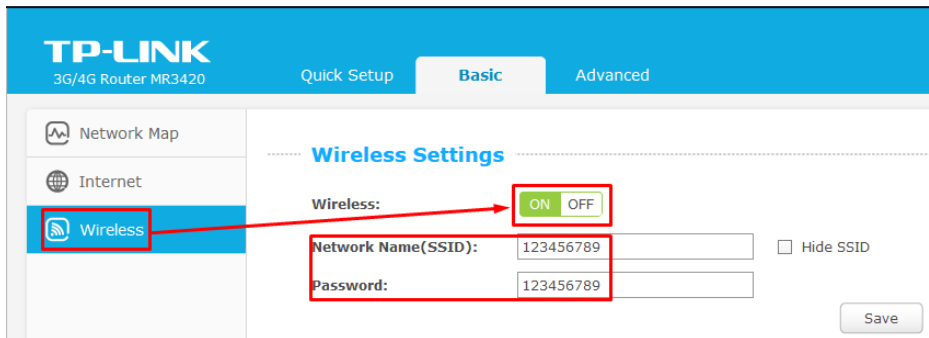 TP-LINK
3G/4G Router MR3420
Quick Setup
Basic
Advanced
Network Map
Internet
Wireless
Wireless Settings
Wireless: ON OFF
Network Name(SSID): 123456789 Hide SSID
Password: 123456789
Save